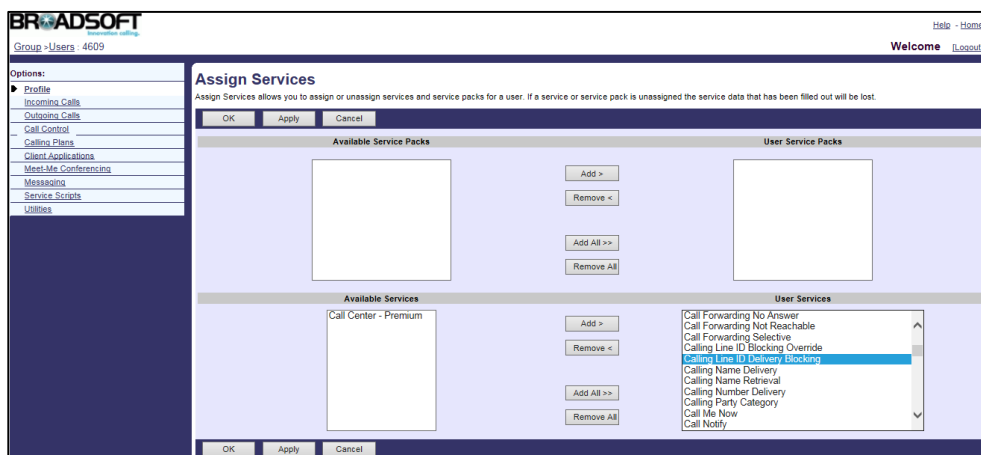 BROADSOFT
Innovation calling.
Help - Home
Group >Users : 4609
Welcome [Logout
Options:
Profile
Incoming Calls
Outgoing Calls
Call Control
Calling Plans
Client Applications
Meet-Me Conferencing
Messaging
Service Scripts
Utilities
Assign Services
Assign Services allows you to assign or unassign services and service packs for a user. If a service or service pack is unassigned the service data that has been filled out will be lost.
OK Apply Cancel
Available Service Packs User Service Packs
Add >
Remove <
Add All >>
Remove All
Available Services User Services
Call Center - Premium
Add >
Remove <
Add All >>
Remove All
Call Forwarding No Answer
Call Forwarding Not Reachable
Call Forwarding Selective
Calling Line ID Blocking Override
Calling Line ID Delivery Blocking
Calling Name Delivery
Calling Name Retrieval
Calling Number Delivery
Calling Party Category
Call Me Now
Call Notify
OK Apply Cancel